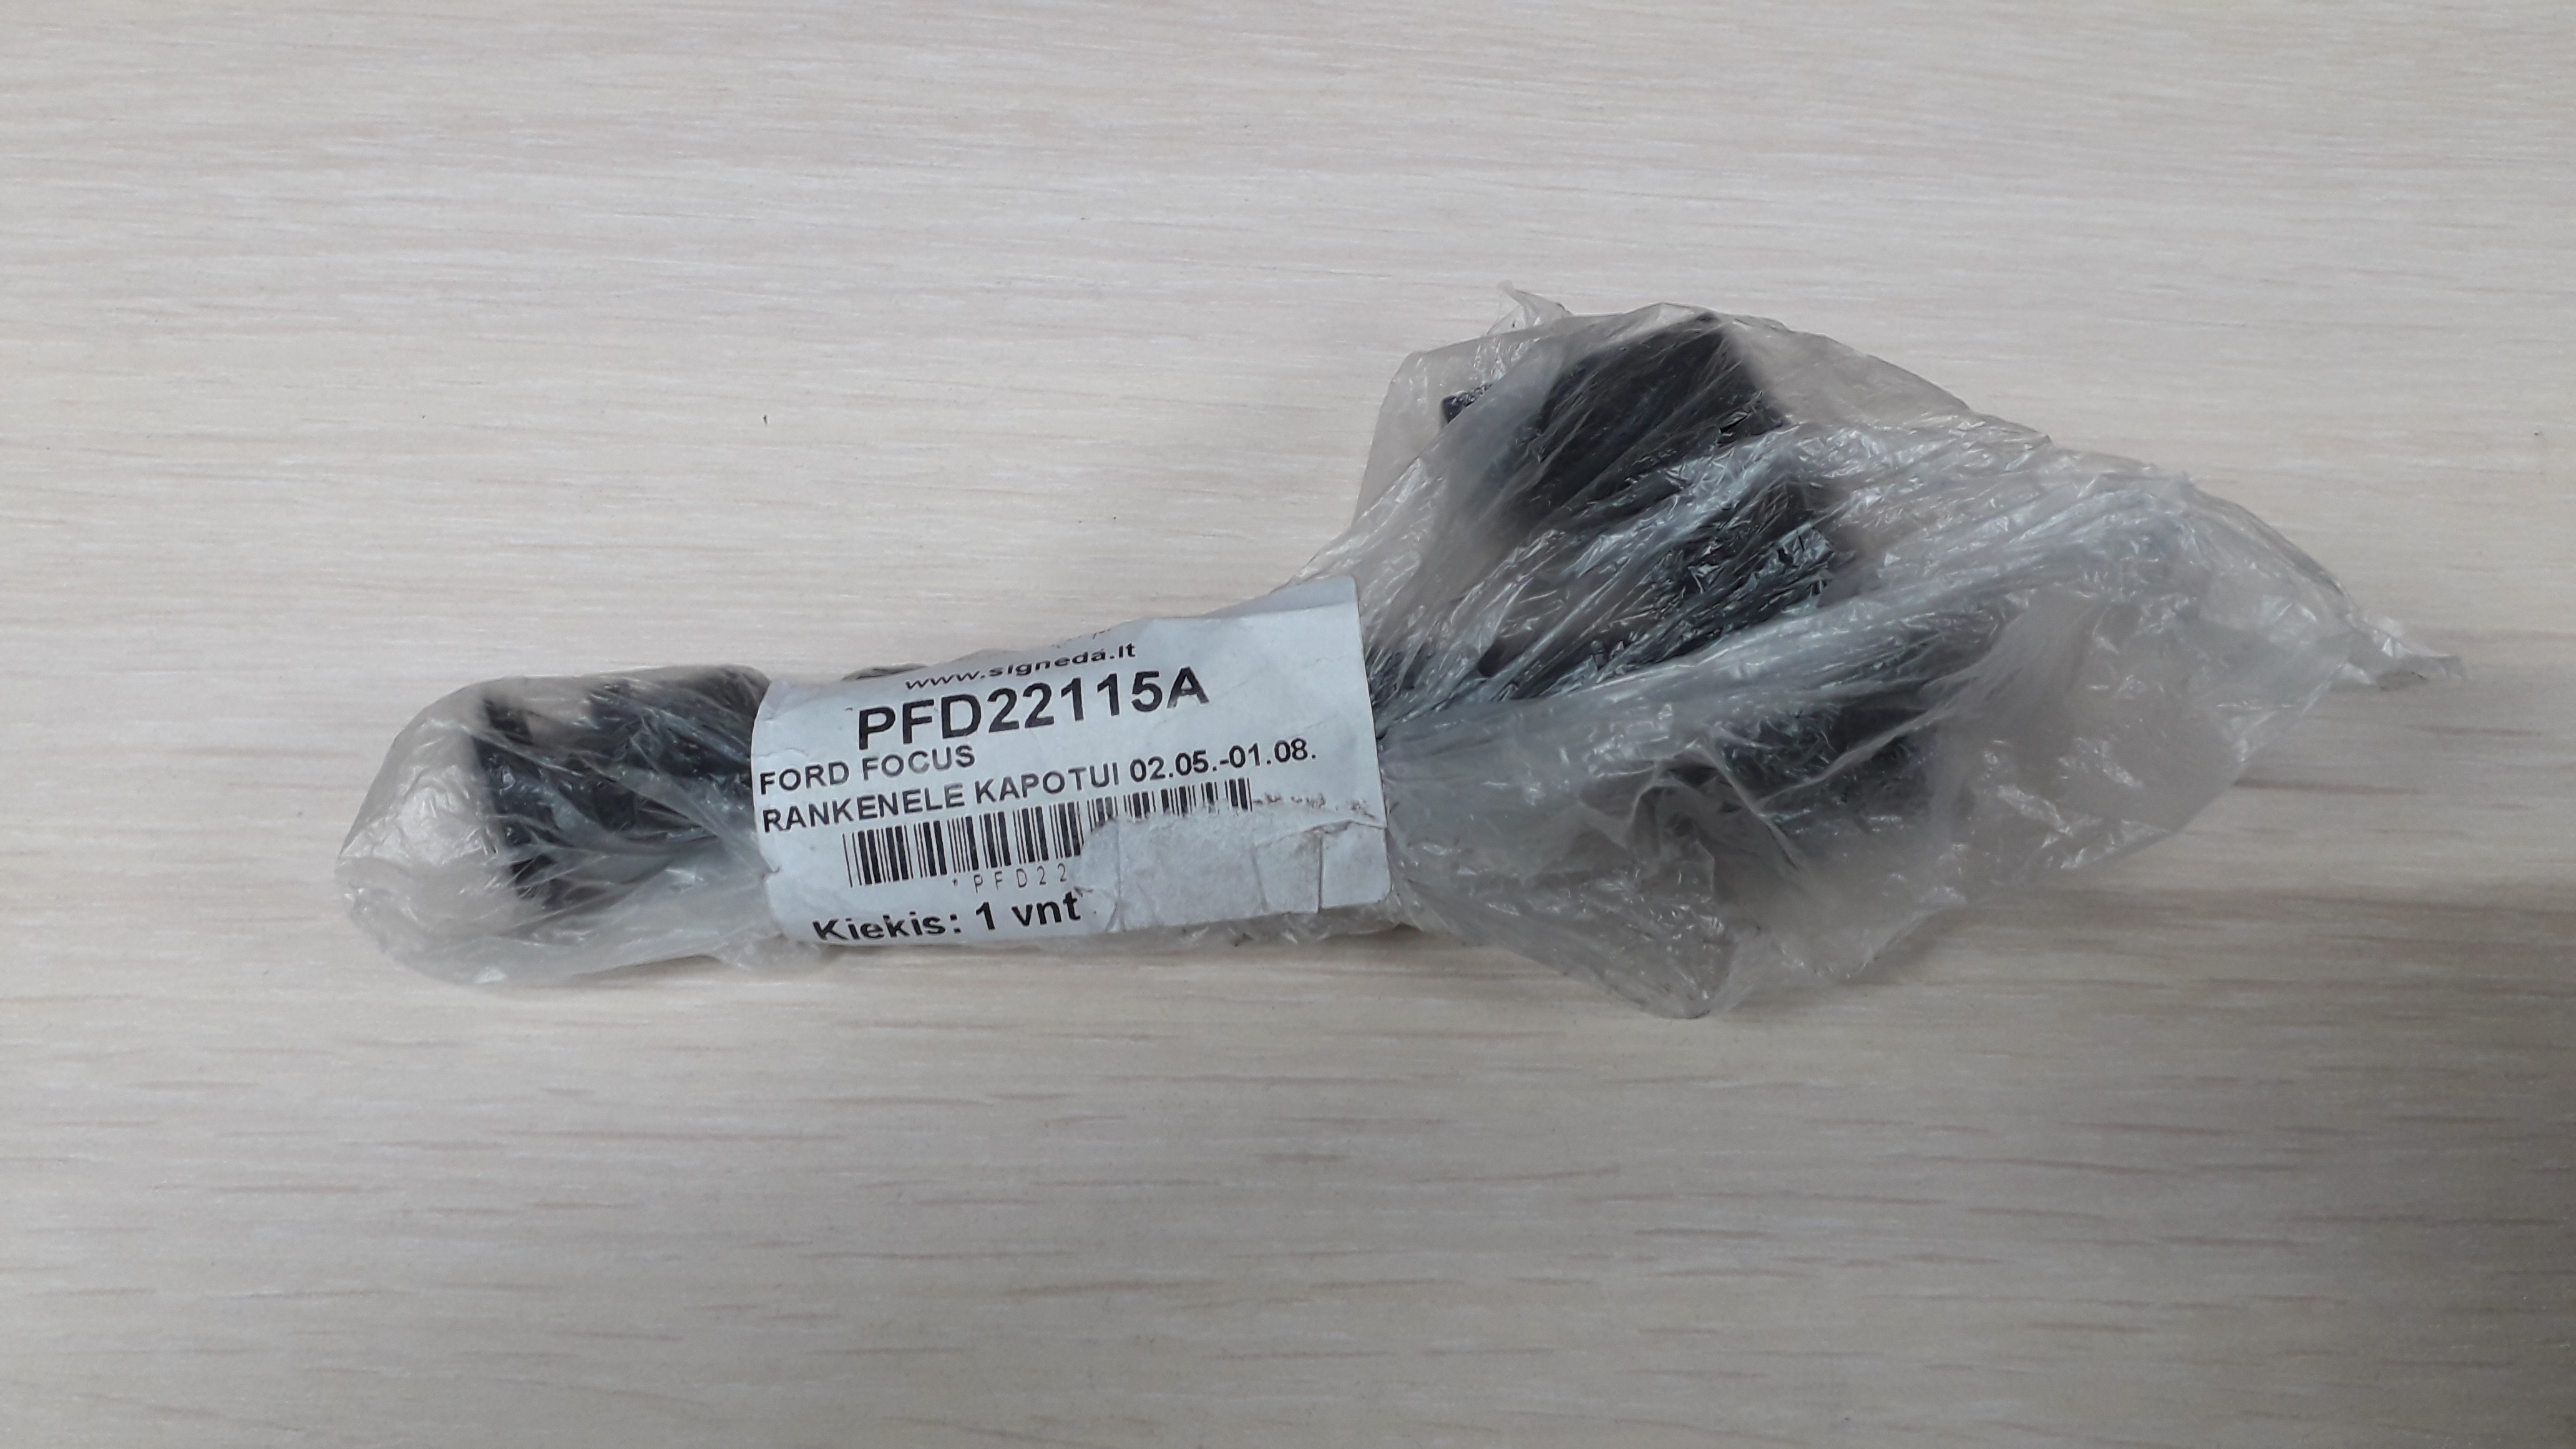 www.signeda.lt
PFD22115A
FORD FOCUS
RANKENELE KAPOTUI 02.05.-01.08.
*PFD22
Kiekis: 1 vnt